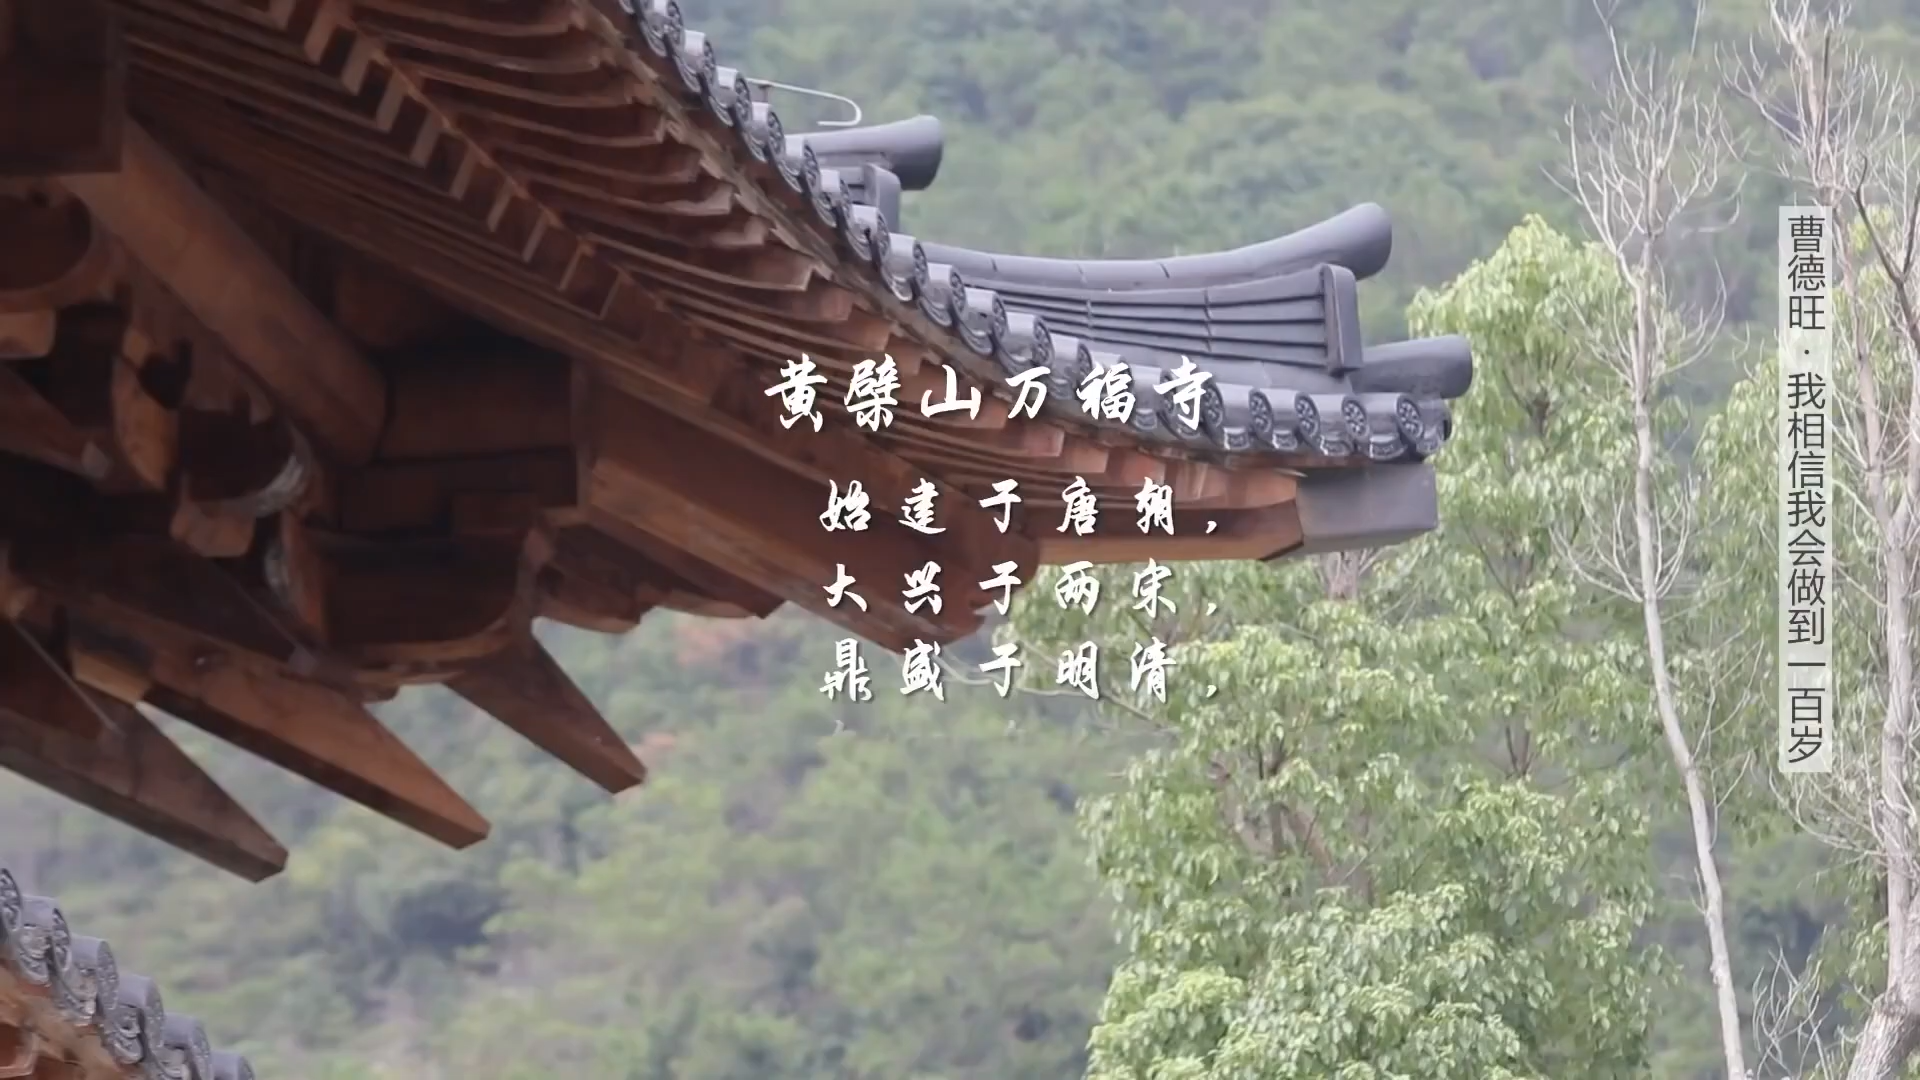 黄檗山万福寺
始建于唐朝，
大兴于两宋，
鼎盛于明清，
曹德旺·我相信我会做到一百岁